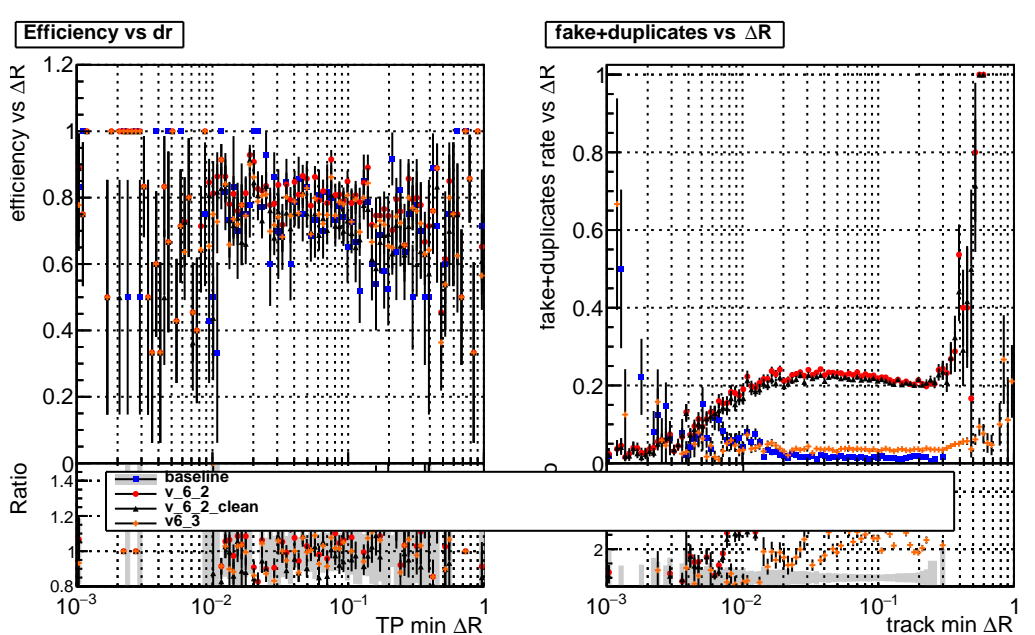 Efficiency vs dr
efficiency vs ΔR
1.2
1
0.8
0.6
0.4
0.2
0
Ratio
1.4
1.2
1
0.8
10⁻³
10⁻²
10⁻¹
1
TP min ΔR
fake+duplicates vs ΔR
fake+duplicates rate vs ΔR
1
0.8
0.6
0.4
0.2
0
2
10⁻³
10⁻²
10⁻¹
1
track min ΔR
baseline
v_6_2
v_6_2_clean
v6_3